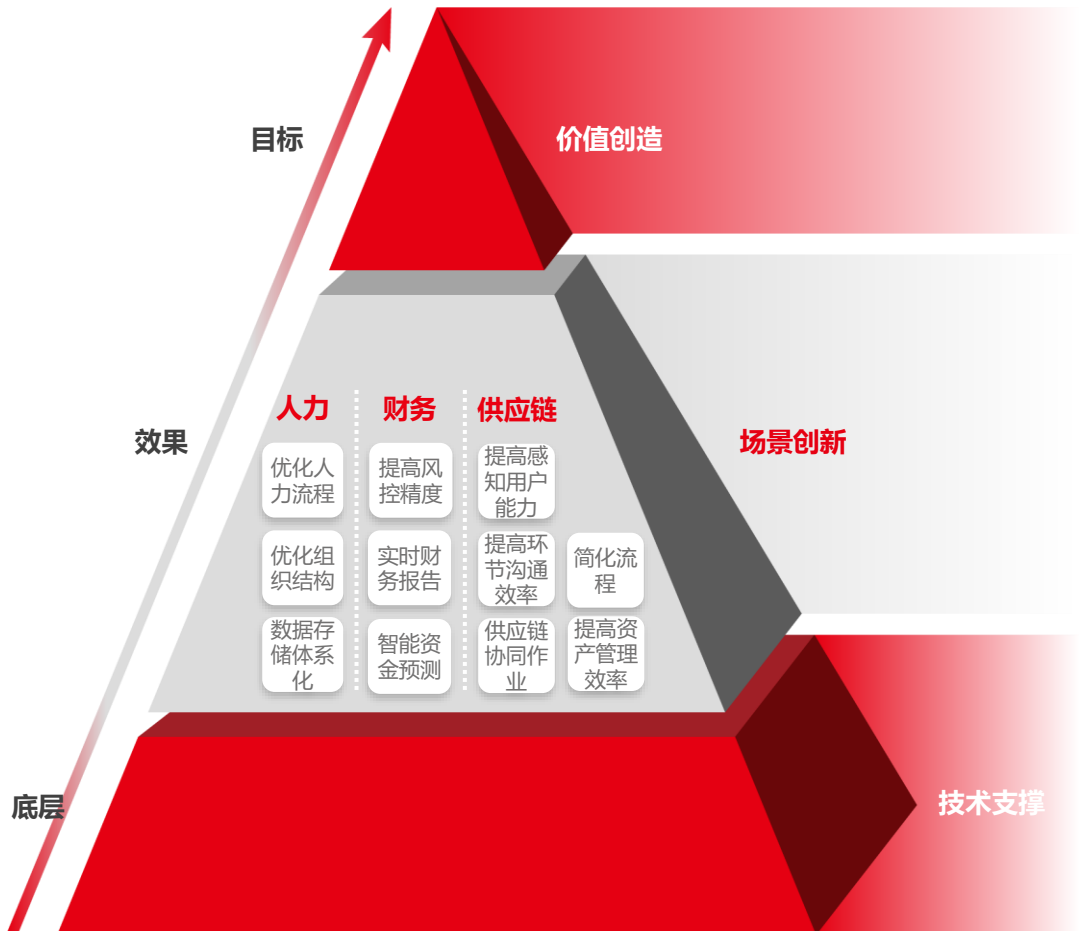 目标
价值创造
效果
人力
财务
供应链
优化人
力流程
提高风
控精度
提高感
知用户
能力
优化组
织结构
实时财
务报告
提高环
节沟通
效率
简化流
程
数据存
储体系
化
智能资
金预测
供应链
协同作
业
提高资
产管理
效率
场景创新
底层
技术支撑